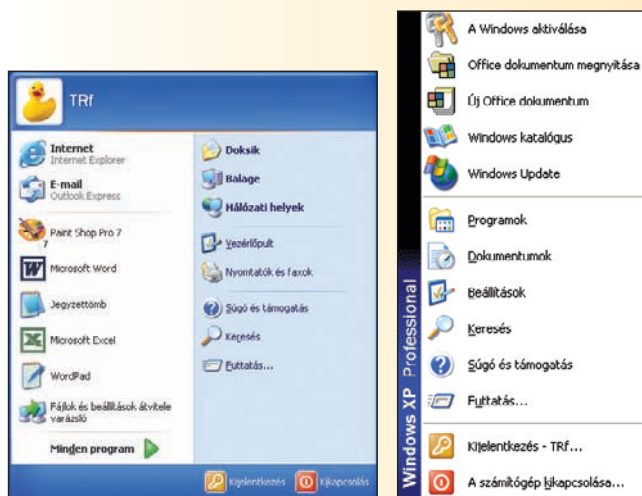 TRf
Internet
Internet Explorer
E-mail
Outlook Express
Paint Shop Pro 7
7
Microsoft Word
Jegyzettömb
Microsoft Excel
WordPad
Fájlok és beállítások átvitele
varázsló
Minden program
Doksik
Balage
Hálózati helyek
Vezérlőpult
Nyomtatók és faxok
Súgó és támogatás
Keresés
Futtatás...
Kijelentkezés
Kikapcsolás
Windows XP Professional
A Windows aktiválása
Office dokumentum megnyitása
Új Office dokumentum
Windows katalógus
Windows Update
Programok
Dokumentumok
Beállítások
Keresés
Súgó és támogatás
Futtatás...
Kijelentkezés - TRf...
A számítógép kikapcsolása...